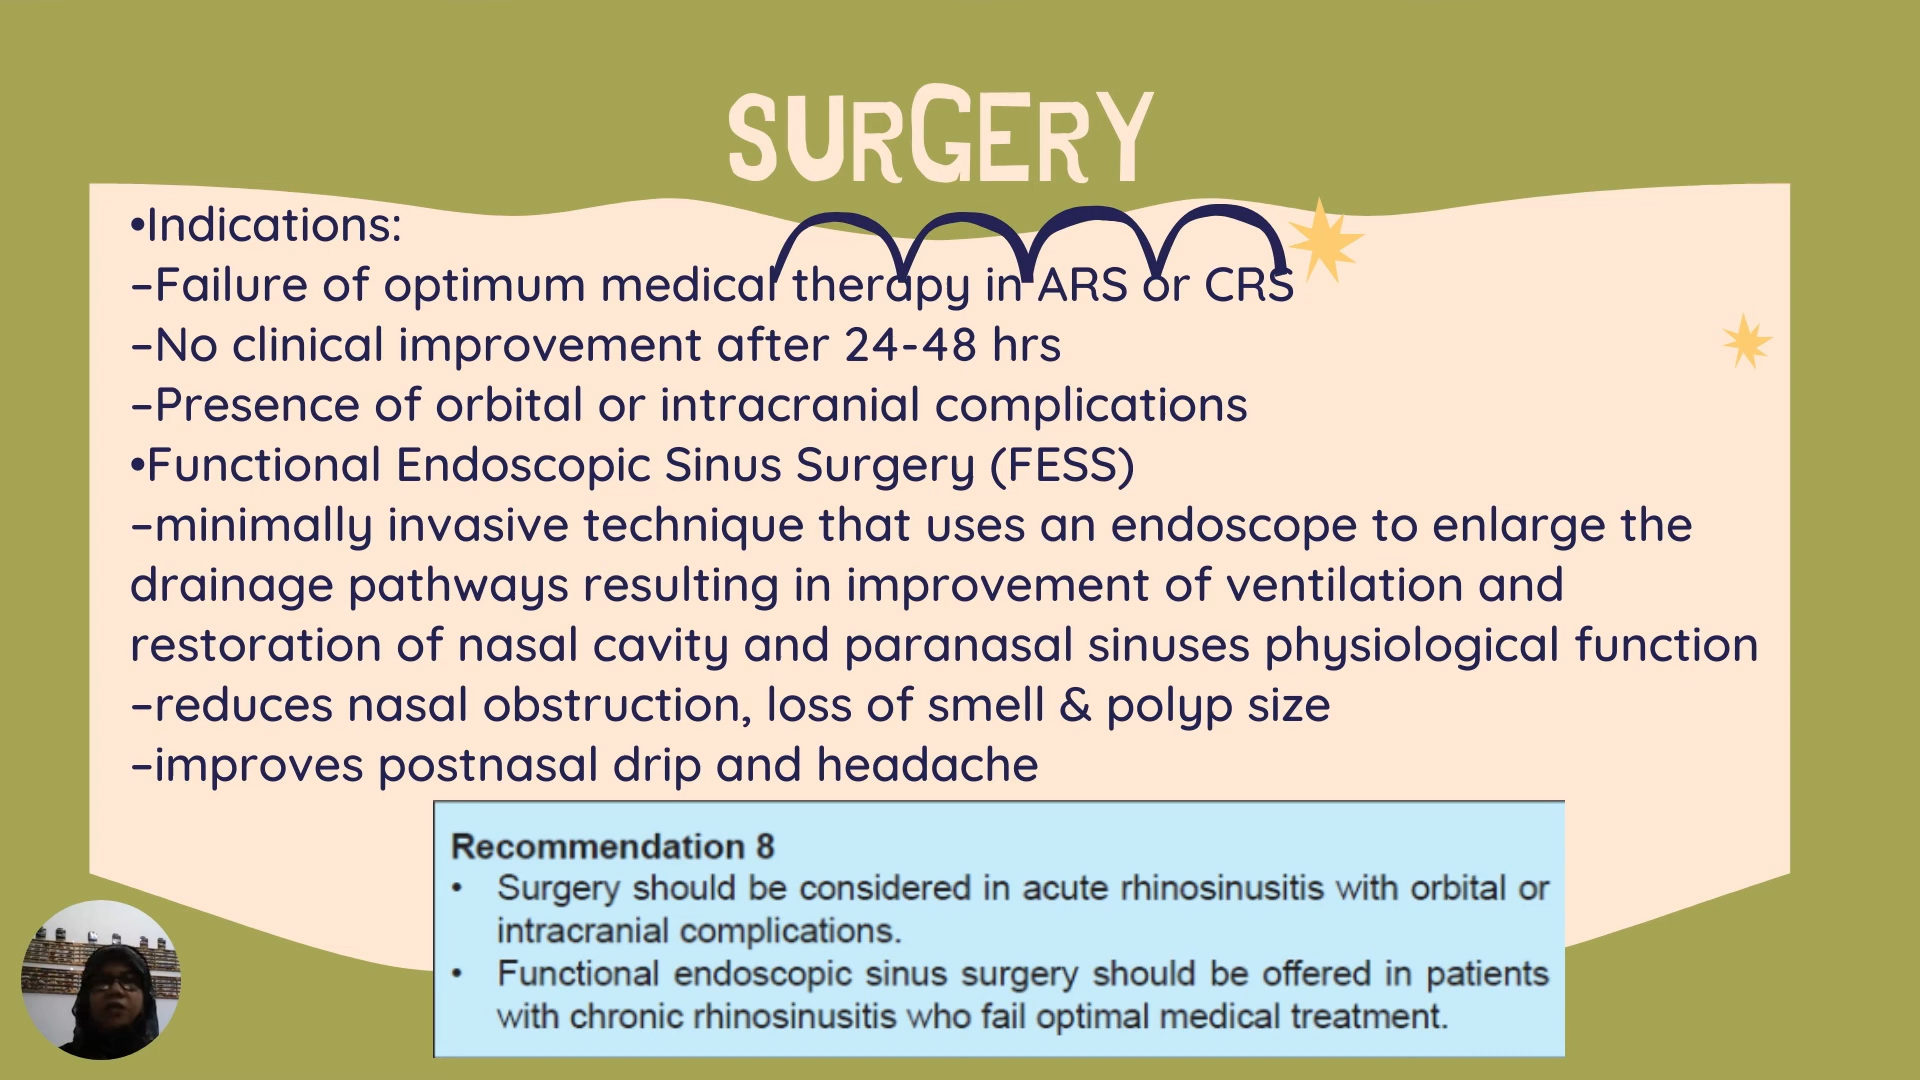 SURGERY
•Indications:
–Failure of optimum medical therapy in ARS or CRS
–No clinical improvement after 24-48 hrs
–Presence of orbital or intracranial complications
•Functional Endoscopic Sinus Surgery (FESS)
–minimally invasive technique that uses an endoscope to enlarge the
drainage pathways resulting in improvement of ventilation and
restoration of nasal cavity and paranasal sinuses physiological function
–reduces nasal obstruction, loss of smell & polyp size
–improves postnasal drip and headache
Recommendation 8
• Surgery should be considered in acute rhinosinusitis with orbital or
intracranial complications.
• Functional endoscopic sinus surgery should be offered in patients
with chronic rhinosinusitis who fail optimal medical treatment.